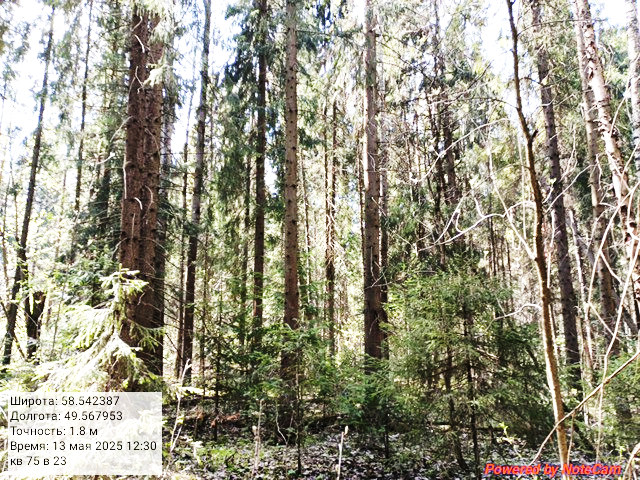 Широта: 58.542387
Долгота: 49.567953
Точность: 1.8 м
Время: 13 мая 2025 12:30
кв 75 в 23
Powered by NoteCam